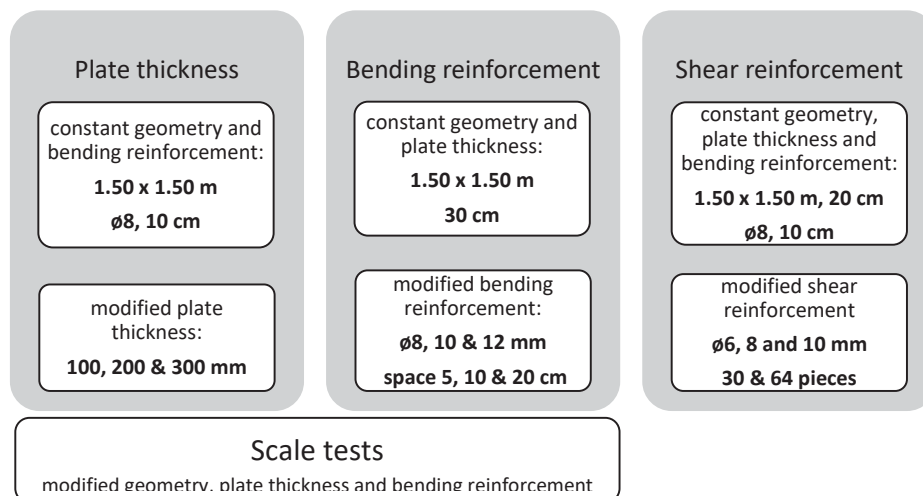 Plate thickness
constant geometry and
bending reinforcement:
1.50 x 1.50 m
ø8, 10 cm
modified plate
thickness:
100, 200 & 300 mm
Bending reinforcement
constant geometry and
plate thickness:
1.50 x 1.50 m
30 cm
modified bending
reinforcement:
ø8, 10 & 12 mm
space 5, 10 & 20 cm
Shear reinforcement
constant geometry,
plate thickness and
bending reinforcement:
1.50 x 1.50 m, 20 cm
ø8, 10 cm
modified shear
reinforcement
ø6, 8 and 10 mm
30 & 64 pieces
Scale tests
modified geometry, plate thickness and bending reinforcement